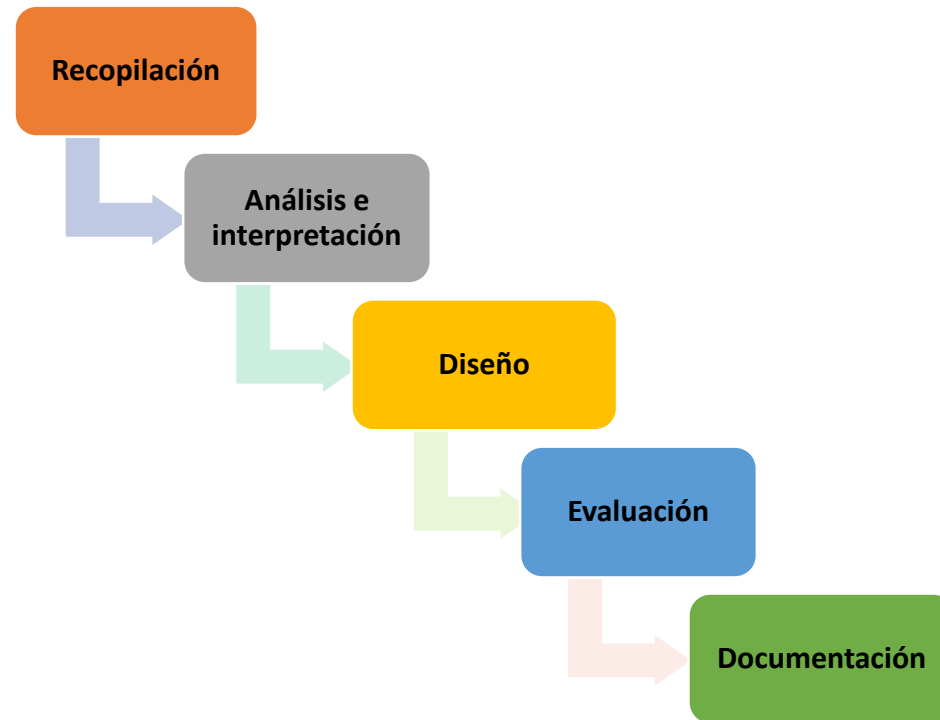 Recopilación
Análisis e
interpretación
Diseño
Evaluación
Documentación